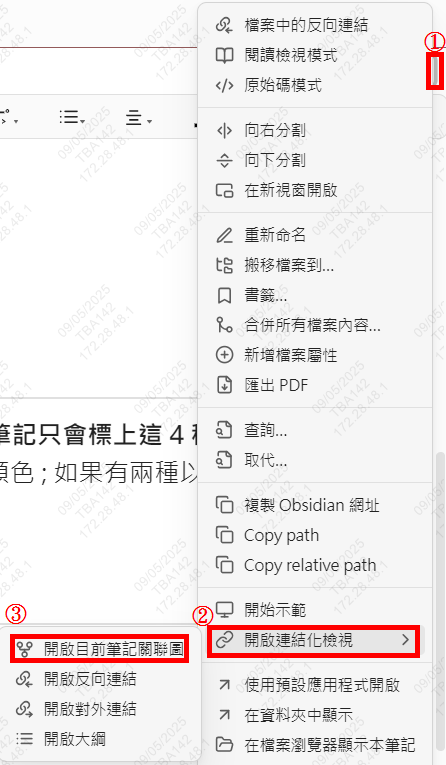 檔案中的反向連結
①
閱讀檢視模式
原始碼模式
向右分割
向下分割
在新視窗開啟
重新命名
搬移檔案到...
書籤...
合併所有檔案內容...
新增檔案屬性
匯出 PDF
筆記只會標上這 4
查詢...
顏色 ; 如果有兩種以
取代...
複製 Obsidian 網址
Copy path
Copy relative path
開始示範
②
開啟連結化檢視
③
開啟目前筆記關聯圖
開啟反向連結
開啟對外連結
開啟大綱
使用預設應用程式開啟
在資料夾中顯示
在檔案瀏覽器顯示本筆記
09/05/2025
TBA142
172.28.48.1